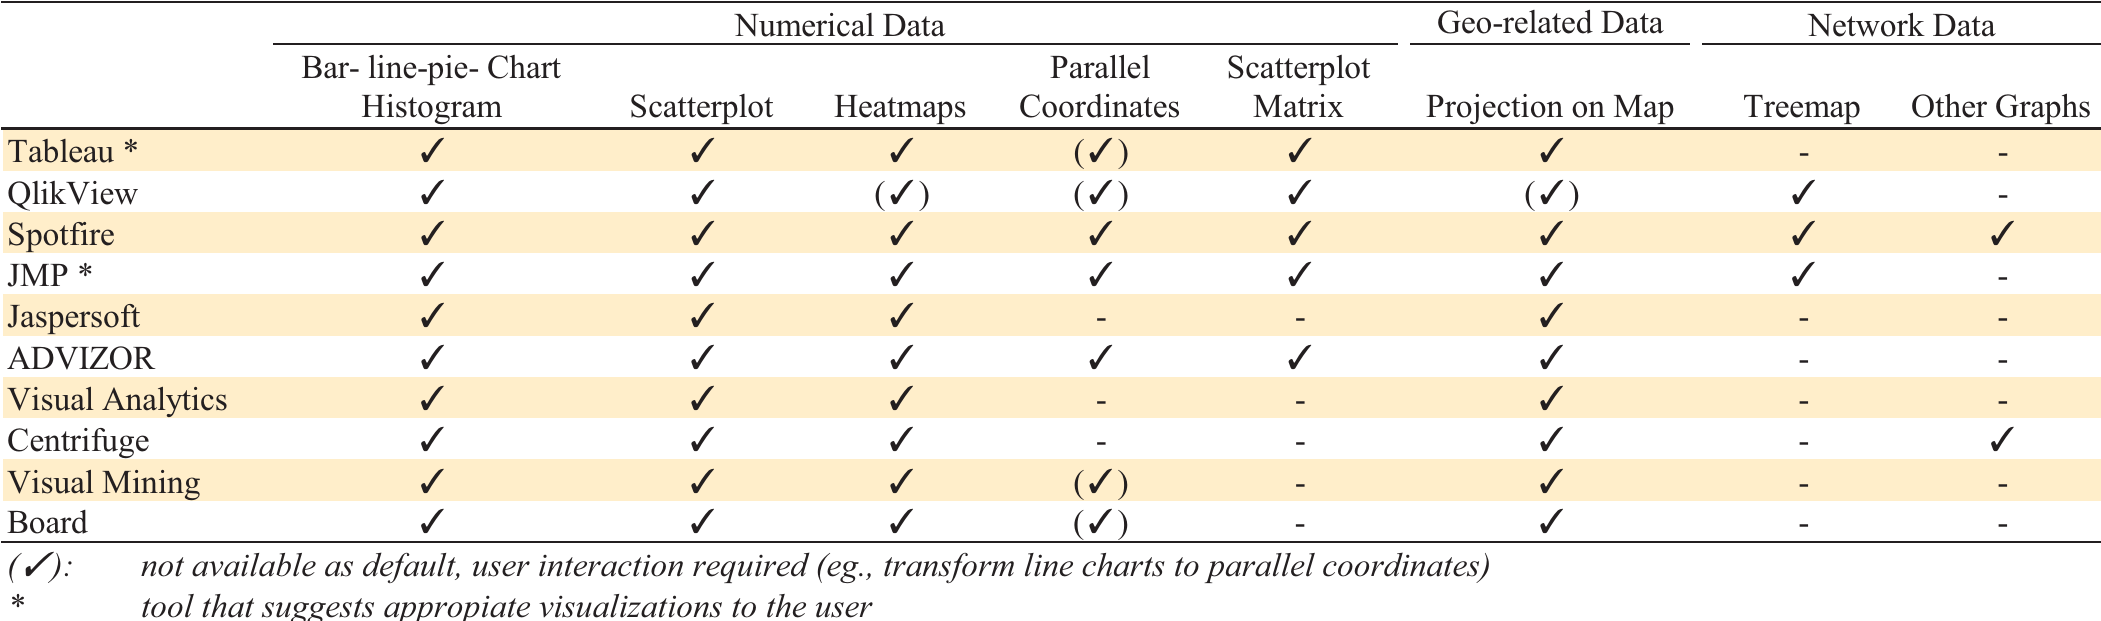 Numerical Data Geo-related Data Network Data
Bar- line-pie- Chart Parallel Scatterplot
Histogram Scatterplot Heatmaps Coordinates Matrix Projection on Map Treemap Other Graphs
Tableau * ✓ ✓ ✓ (✓) ✓ ✓ - -
QlikView ✓ ✓ (✓) (✓) ✓ (✓) ✓ -
Spotfire ✓ ✓ ✓ ✓ ✓ ✓ ✓ ✓
JMP * ✓ ✓ ✓ ✓ ✓ ✓ ✓ -
Jaspersoft ✓ ✓ ✓ - - ✓ - -
ADVIZOR ✓ ✓ ✓ ✓ ✓ ✓ - -
Visual Analytics ✓ ✓ ✓ - - ✓ - -
Centrifuge ✓ ✓ ✓ - - ✓ - ✓
Visual Mining ✓ ✓ ✓ (✓) - ✓ - -
Board ✓ ✓ ✓ (✓) - ✓ - -
(✓): not available as default, user interaction required (eg., transform line charts to parallel coordinates)
* tool that suggests appropiate visualizations to the user